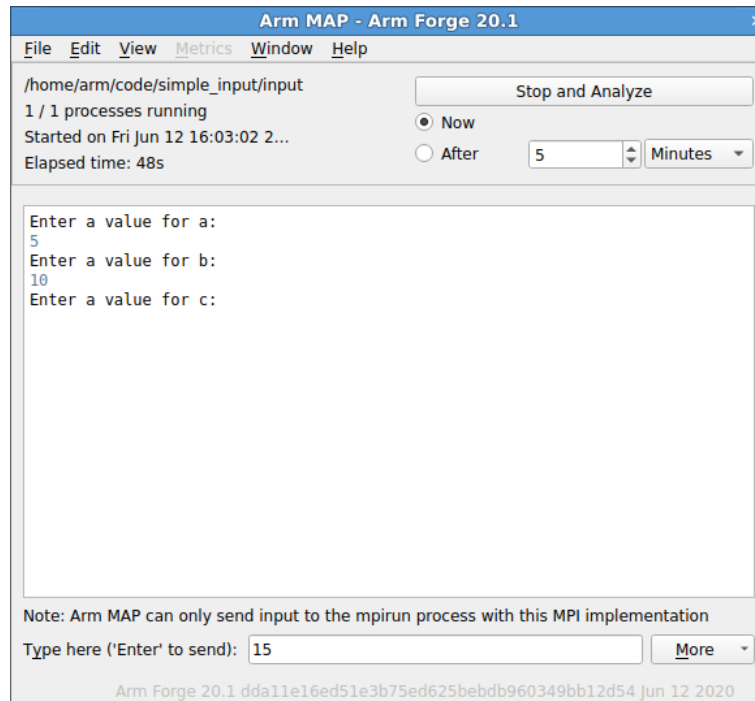 Arm MAP - Arm Forge 20.1
File Edit View Metrics Window Help
/home/arm/code/simple_input/input
1 / 1 processes running
Started on Fri Jun 12 16:03:02 2...
Elapsed time: 48s
Stop and Analyze
Now
After 5 Minutes
Enter a value for a:
5
Enter a value for b:
10
Enter a value for c:
Note: Arm MAP can only send input to the mpirun process with this MPI implementation
Type here ('Enter' to send): 15 More
Arm Forge 20.1 dda11e16ed51e3b75ed625bebdb960349bb12d54 Jun 12 2020